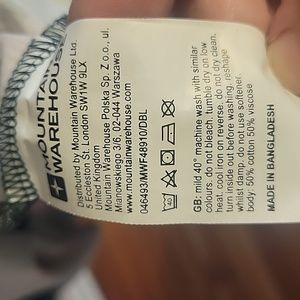 MOUNTAIN
WAREHOUSE
Distributed by Mountain Warehouse Ltd
5 Eccleston St. London SW1W 9LX
United Kingdom
Mountain Warehouse Polska Sp. Z o.o. ul.
Mianowskiego 3/6, 02-044 Warszawa
www.mountainwarehouse.com
046493/MWF48910/DBL
GB: mild 40° machine wash with similar
colours. do not bleach. tumble dry on low
heat. cool iron on reverse. do not dry clean.
turn inside out before washing. reshape
whilst damp. do not use softener.
body: 50% cotton 50% viscose
MADE IN BANGLADESH